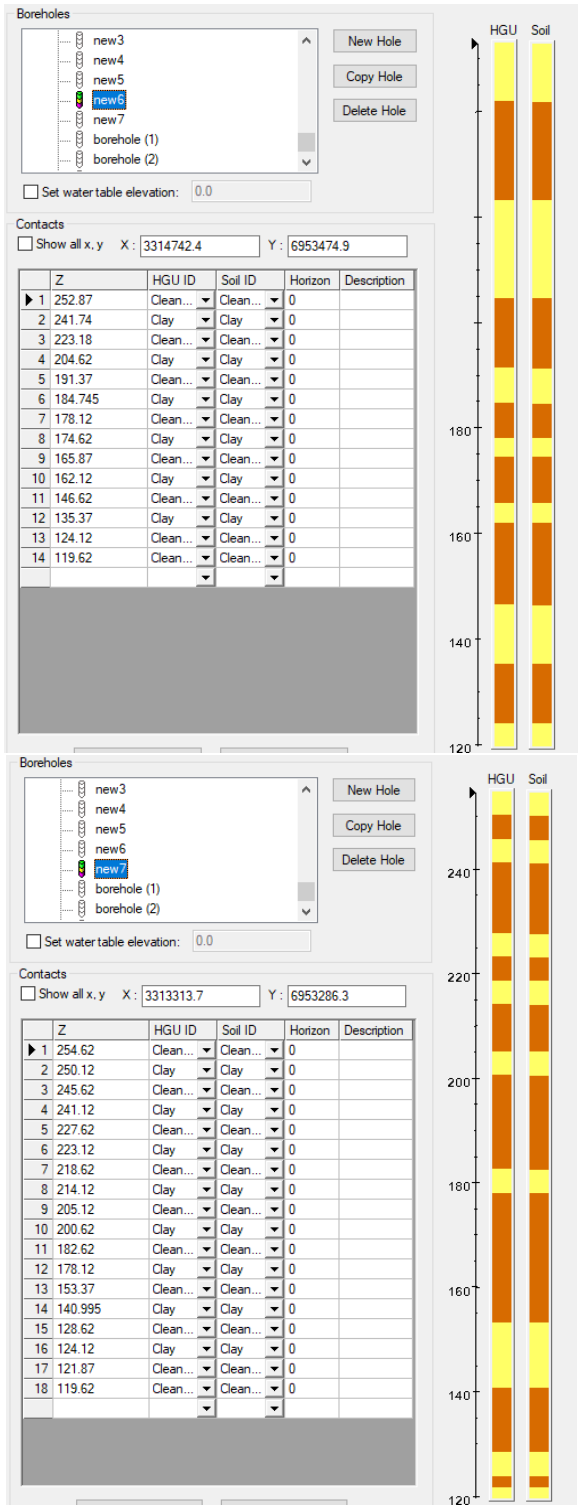 Boreholes
new3
new4
new5
new6
new7
borehole (1)
borehole (2)
New Hole
Copy Hole
Delete Hole
Set water table elevation: 0.0
Contacts
Show all x, y X : 3314742.4 Y : 6953474.9
Z HGU ID Soil ID Horizon Description
1 252.87 Clean... Clean... 0
2 241.74 Clay Clay 0
3 223.18 Clean... Clean... 0
4 204.62 Clay Clay 0
5 191.37 Clean... Clean... 0
6 184.745 Clay Clay 0
7 178.12 Clean... Clean... 0
8 174.62 Clay Clay 0
9 165.87 Clean... Clean... 0
10 162.12 Clay Clay 0
11 146.62 Clean... Clean... 0
12 135.37 Clay Clay 0
13 124.12 Clean... Clean... 0
14 119.62 Clean... Clean... 0
HGU Soil
180
160
140
120
Boreholes
new3
new4
new5
new6
new7
borehole (1)
borehole (2)
New Hole
Copy Hole
Delete Hole
Set water table elevation: 0.0
Contacts
Show all x, y X : 3313313.7 Y : 6953286.3
Z HGU ID Soil ID Horizon Description
1 254.62 Clean... Clean... 0
2 250.12 Clay Clay 0
3 245.62 Clean... Clean... 0
4 241.12 Clay Clay 0
5 227.62 Clean... Clean... 0
6 223.12 Clay Clay 0
7 218.62 Clean... Clean... 0
8 214.12 Clay Clay 0
9 205.12 Clean... Clean... 0
10 200.62 Clay Clay 0
11 182.62 Clean... Clean... 0
12 178.12 Clay Clay 0
13 153.37 Clean... Clean... 0
14 140.995 Clay Clay 0
15 128.62 Clean... Clean... 0
16 124.12 Clay Clay 0
17 121.87 Clean... Clean... 0
18 119.62 Clean... Clean... 0
HGU Soil
240
220
200
180
160
140
120